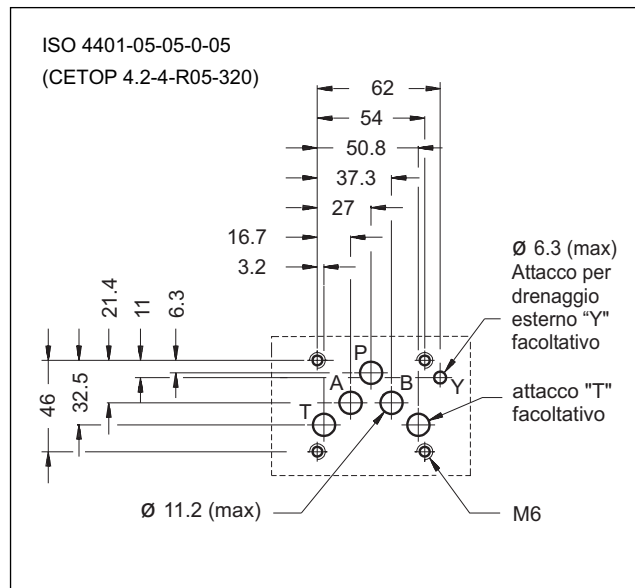 ISO 4401-05-05-0-05
(CETOP 4.2-4-R05-320)
62
54
50.8
37.3
27
16.7
3.2
Ø 6.3 (max)
Attacco per
drenaggio
esterno “Y”
facoltativo
21.4
11
6.3
P
A
B
Y
T
46
32.5
attacco "T"
facoltativo
Ø 11.2 (max)
M6